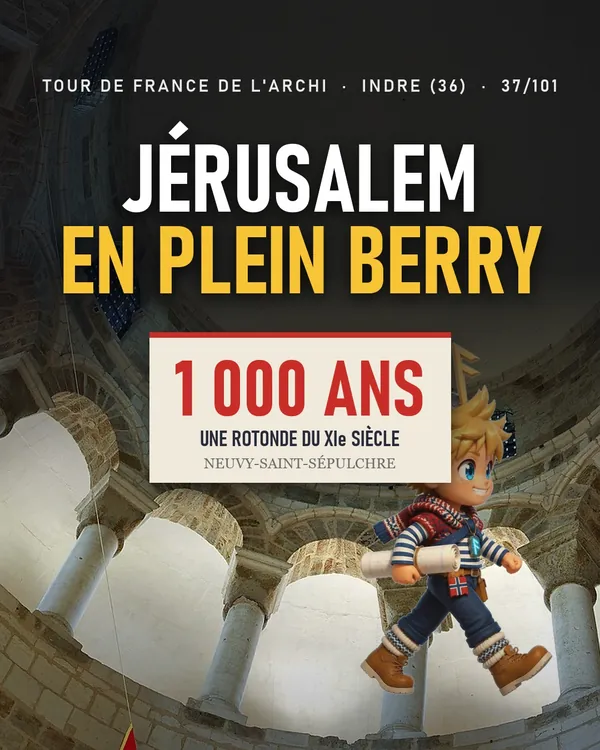 TOUR DE FRANCE DE L'ARCHI · INDRE (36) · 37/101
JÉRUSALEM
EN PLEIN BERRY
1 000 ANS
UNE ROTONDE DU XIe SIÈCLE
NEUVY-SAINT-SÉPULCHRE